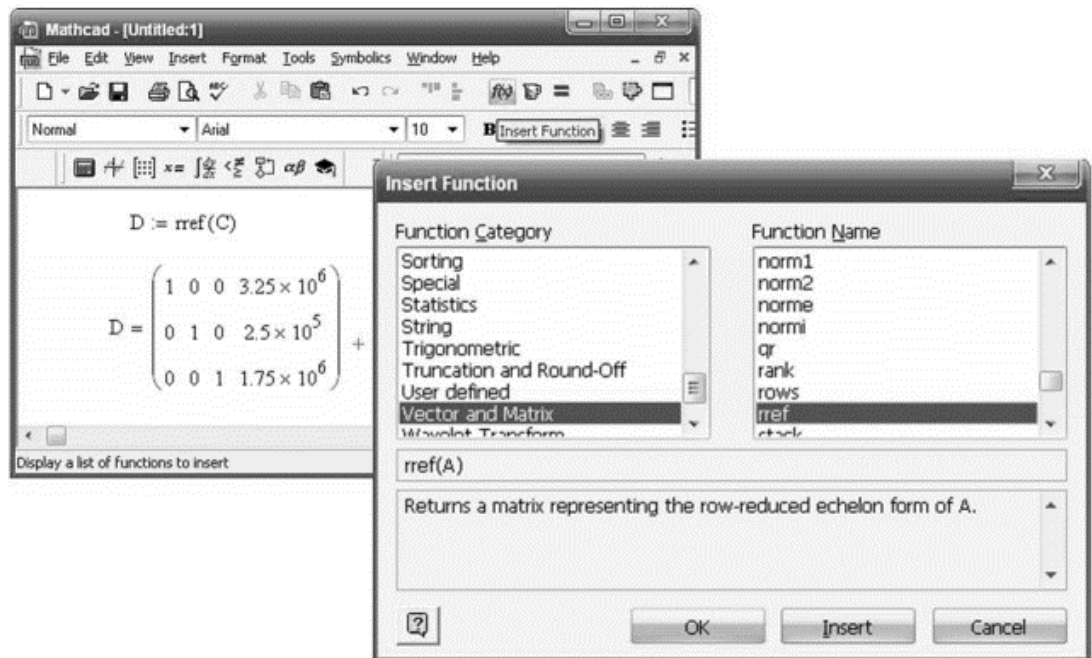 Mathcad - [Untitled:1]
File Edit View Insert Format Tools Symbolics Window Help
Normal Arial 10 B Insert Function
D := rref(C)
D = ( 1 0 0 3.25 × 10^6
0 1 0 2.5 × 10^5
0 0 1 1.75 × 10^6 ) +
Display a list of functions to insert
Insert Function
Function Category
Sorting
Special
Statistics
String
Trigonometric
Truncation and Round-Off
User defined
Vector and Matrix
Wavelet Transform
Function Name
norm1
norm2
norme
normi
qr
rank
rows
rref
stack
rref(A)
Returns a matrix representing the row-reduced echelon form of A.
OK Insert Cancel